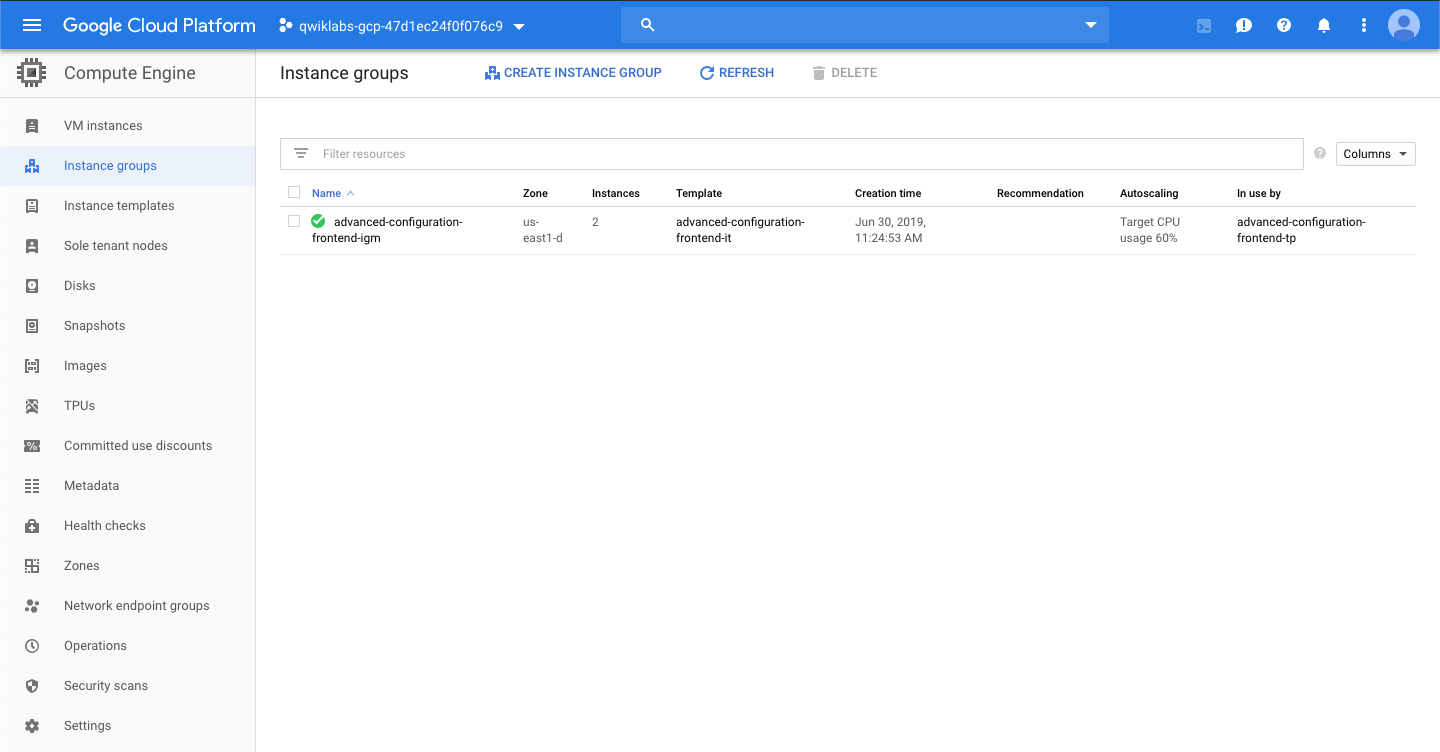 Google Cloud Platform
qwiklabs-gcp-47d1ec24f0f076c9
Compute Engine
Instance groups
CREATE INSTANCE GROUP
REFRESH
DELETE
VM instances
Instance groups
Instance templates
Sole tenant nodes
Disks
Snapshots
Images
TPUs
Committed use discounts
Metadata
Health checks
Zones
Network endpoint groups
Operations
Security scans
Settings
Filter resources
Columns
Name Zone Instances Template Creation time Recommendation Autoscaling In use by
advanced-configuration- us- 2 advanced-configuration- Jun 30, 2019, Target CPU advanced-configuration-
frontend-igm east1-d frontend-it 11:24:53 AM usage 60% frontend-tp